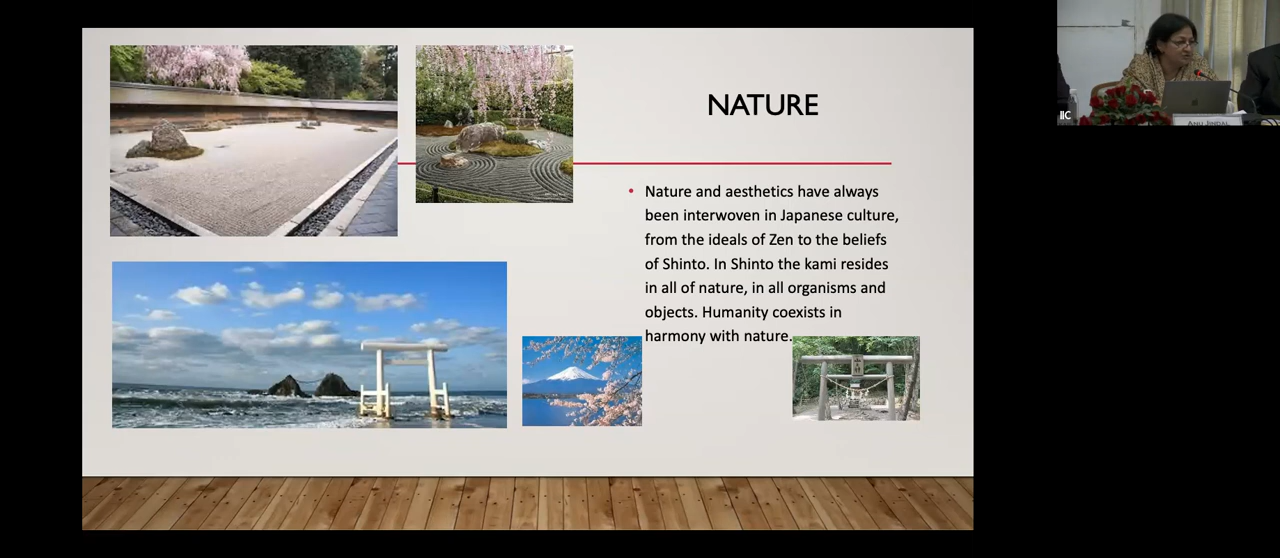 NATURE
• Nature and aesthetics have always
been interwoven in Japanese culture,
from the ideals of Zen to the beliefs
of Shinto. In Shinto the kami resides
in all of nature, in all organisms and
objects. Humanity coexists in
harmony with nature.
IIC
ANU JINDAL